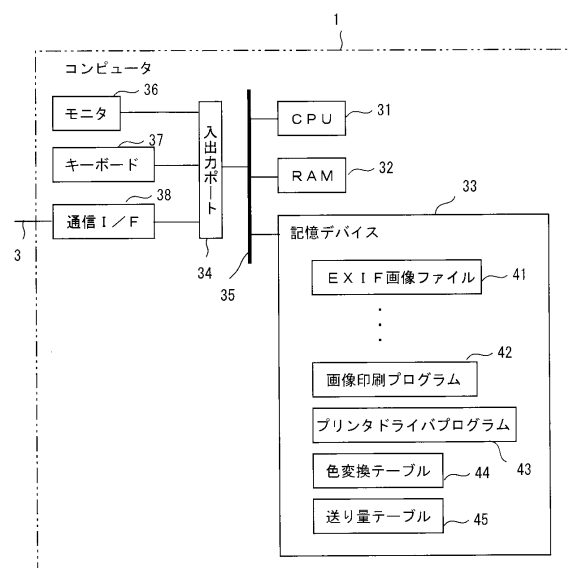 1
コンピュータ
36
モニタ
37
キーボード
38
通信I/F
3
入出力ポート
34
35
CPU
31
RAM
32
33
記憶デバイス
EXIF画像ファイル
41
42
画像印刷プログラム
プリンタドライバプログラム
43
色変換テーブル
44
送り量テーブル
45